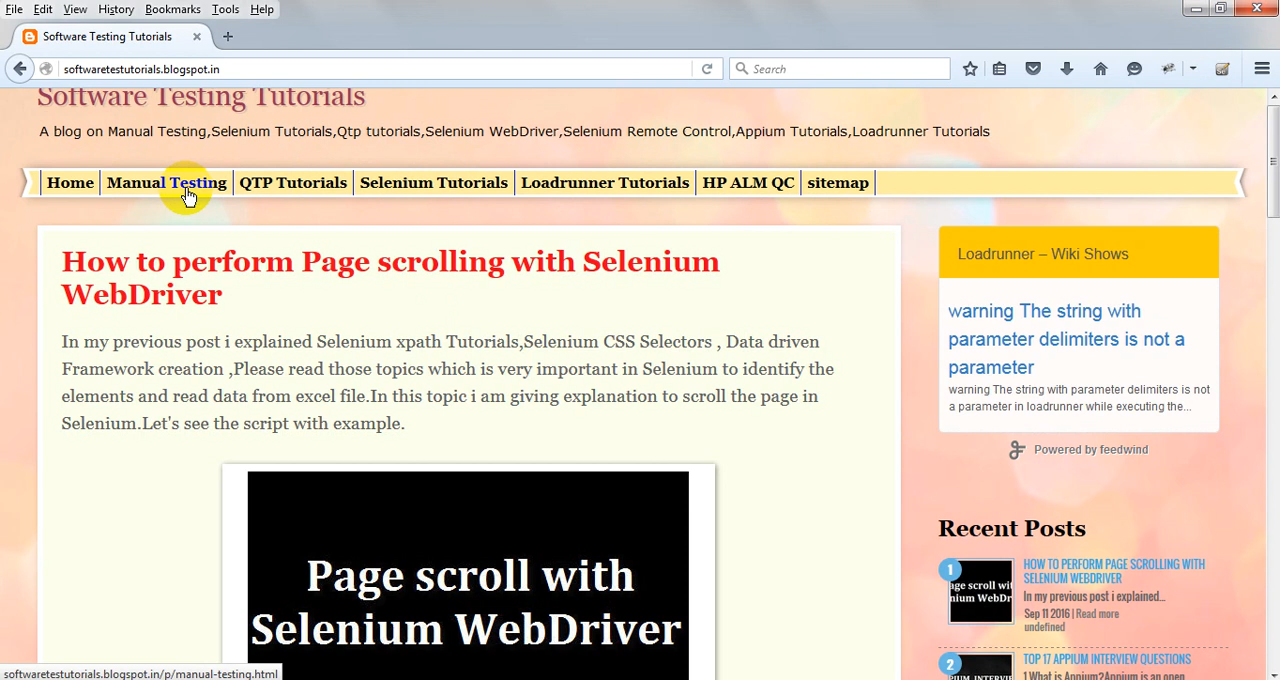 File Edit View History Bookmarks Tools Help
Software Testing Tutorials
softwaretestutorials.blogspot.in
Search
Software Testing Tutorials
A blog on Manual Testing,Selenium Tutorials,Qtp tutorials,Selenium WebDriver,Selenium Remote Control,Appium Tutorials,Loadrunner Tutorials
Home Manual Testing QTP Tutorials Selenium Tutorials Loadrunner Tutorials HP ALM QC sitemap
How to perform Page scrolling with Selenium
WebDriver
In my previous post i explained Selenium xpath Tutorials,Selenium CSS Selectors , Data driven
Framework creation ,Please read those topics which is very important in Selenium to identify the
elements and read data from excel file.In this topic i am giving explanation to scroll the page in
Selenium.Let's see the script with example.
Page scroll with
Selenium WebDriver
Loadrunner – Wiki Shows
warning The string with
parameter delimiters is not a
parameter
warning The string with parameter delimiters is not
a parameter in loadrunner while executing the...
Powered by feedwind
Recent Posts
1
age scroll wi
nium WebDr
HOW TO PERFORM PAGE SCROLLING WITH
SELENIUM WEBDRIVER
In my previous post i explained...
Sep 11 2016 | Read more
undefined
2
TOP 17 APPIUM INTERVIEW QUESTIONS
1 What is Appium?Appium is an open
softwaretestutorials.blogspot.in/p/manual-testing.html